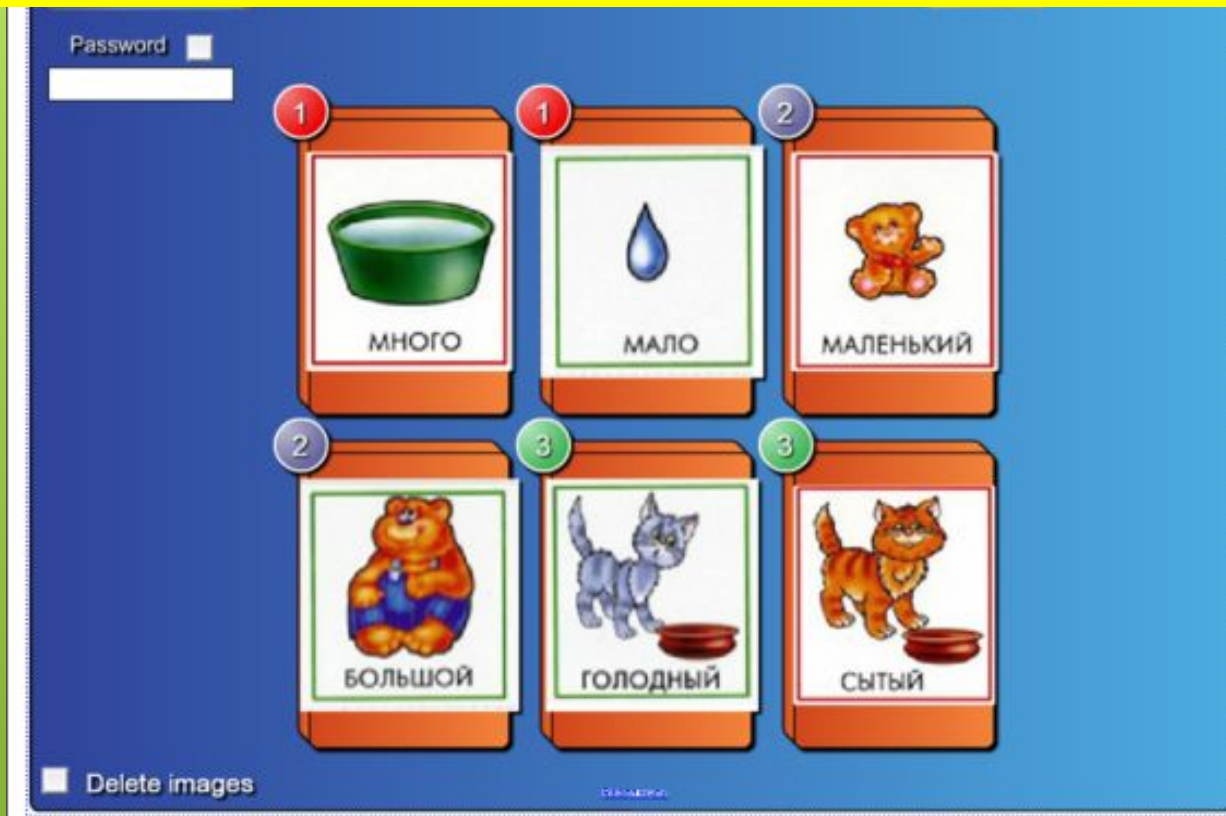 Password
1
1
2
МНОГО
МАЛО
МАЛЕНЬКИЙ
2
3
3
БОЛЬШОЙ
ГОЛОДНЫЙ
СЫТЫЙ
Delete images